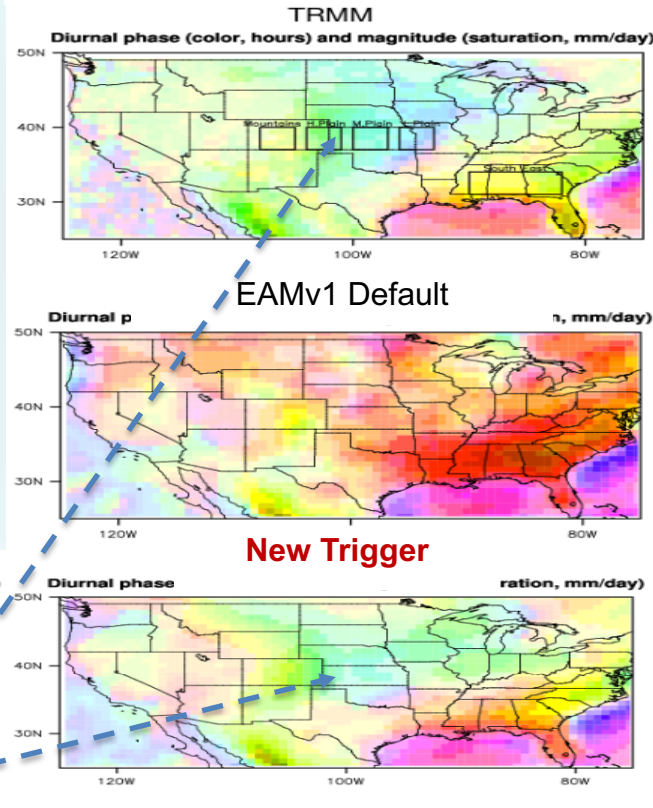 TRMM
Diurnal phase (color, hours) and magnitude (saturation, mm/day)
50N
40N
30N
Mountains H.Plain M.Plain L.Plain
South East
120W 100W 80W
EAMv1 Default
Diurnal p n, mm/day)
50N
40N
30N
120W 80W
New Trigger
Diurnal phase ration, mm/day)
50N
40N
30N
120W 100W 80W